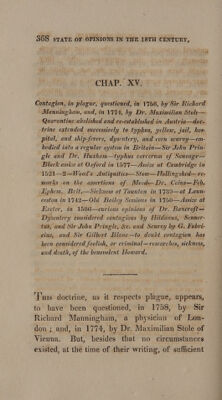 368 STATE OF OPINIONS IN THE 18TH CENTURY,
CHAP. XV.
Contagion, in plague, questioned, in 1758, by Sir Richard
Manningham, and, in 1774, by Dr. Maximilian Stole—
Quarantine abolished and re-established in Austria—doc-
trine extended successively to typhus, yellow, jail, hos-
pital, and ship-fevers, dysentery, and even scurvy—em-
bodied into a regular system in Britain—Sir John Prin-
gle and Dr. Huxham—typhus carcerum of Sauvage—
Black assize at Oxford in 1577—Assize at Cambridge in
1521—2—Wood's Antiquities—Stow—Hollingshed—re-
marks on the assertions of Mead—Dr. Coine—Fab.
Ephem. Brit.—Sickness at Taunton in 1730—at Laun-
ceston in 1742—Old Bailey Sessions in 1750—Assize at
Exeter, in 1586—curious opinions of Dr. Bancroft—
Dysentery considered contagious by Hildanus, Senner-
tus, and Sir John Pringle, &c. and Scurvy by G. Fabri-
cius, and Sir Gilbert Blane—to doubt contagion has
been considered foolish, or criminal—researches, sickness,
and death, of the benevolent Howard.
This doctrine, as it respects plague, appears,
to have been questioned, in 1758, by Sir
Richard Manningham, a physician of Lon-
don; and, in 1774, by Dr. Maximilian Stole of
Vienna. But, besides that no circumstances
existed, at the time of their writing, of sufficient